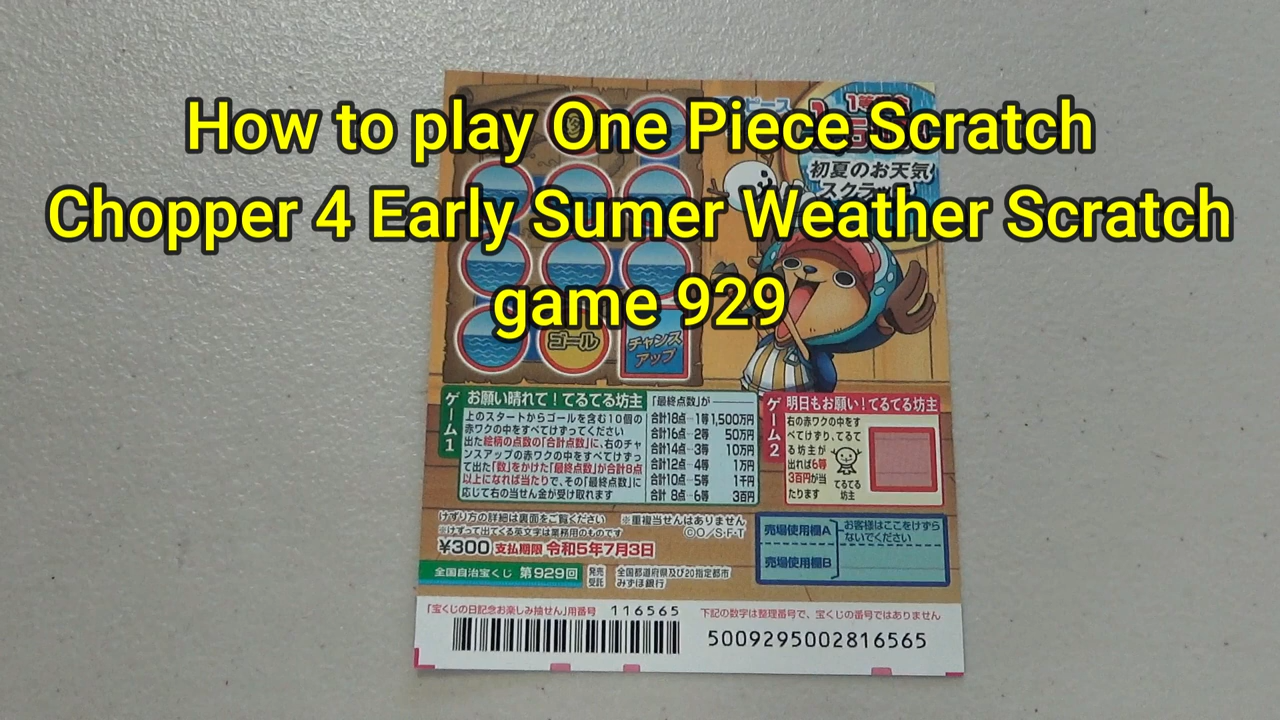 How to play One Piece Scratch
Chopper 4 Early Sumer Weather Scratch
game 929
初夏のお天気
ゴール
チャンス
アップ
ゲーム1
お願い晴れて!てるてる坊主
上のスタートからゴールを含む10個の
赤ワクの中をすべてけずってください
出た絵柄の点数の「合計点数」に、右のチャ
ンスアップの赤ワクの中をすべてけずっ
て出た「数」をかけた「最終点数」が合計8点
以上になれば当たりで、その「最終点数」に
応じて右の当せん金が受け取れます
「最終点数」が
合計18点 1等 1,500万円
合計16点 2等 50万円
合計14点 3等 10万円
合計12点 4等 1万円
合計10点 5等 1千円
合計 8点 6等 3百円
ゲーム2
明日もお願い!てるてる坊主
右の赤ワクの中をす
べてけずり、てるて
る坊主が
出れば6等
3百円が当
たります
てるてる
坊主
けずり方の詳細は裏面をご覧ください ※重複当せんはありません
※けずって出てくる英文字は業務用のものです ©O/S・F・T
¥300 支払期限 令和5年7月3日
全国自治宝くじ 第929回
発売 全国都道府県及び20指定都市
受託 みずほ銀行
売場使用欄A
売場使用欄B
お客様はここをけずら
ないでください
「宝くじの日記念お楽しみ抽せん」用番号 116565
下記の数字は整理番号で、宝くじの番号ではありません
5009295002816565